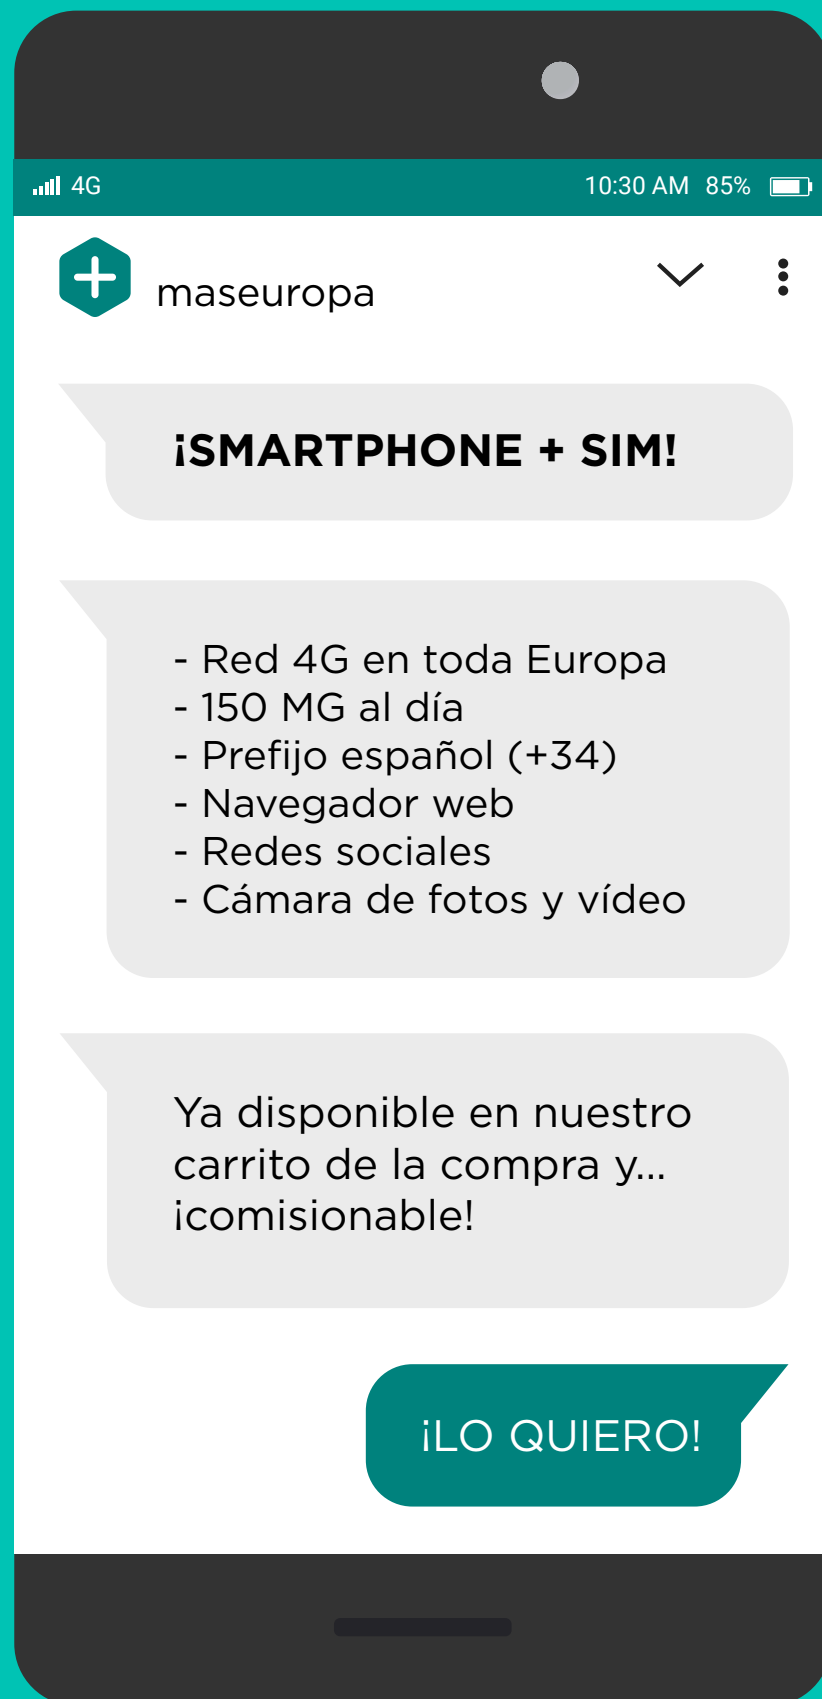 4G 10:30 AM 85%
maseuropa
¡SMARTPHONE + SIM!
- Red 4G en toda Europa
- 150 MG al día
- Prefijo español (+34)
- Navegador web
- Redes sociales
- Cámara de fotos y vídeo
Ya disponible en nuestro
carrito de la compra y...
¡comisionable!
¡LO QUIERO!